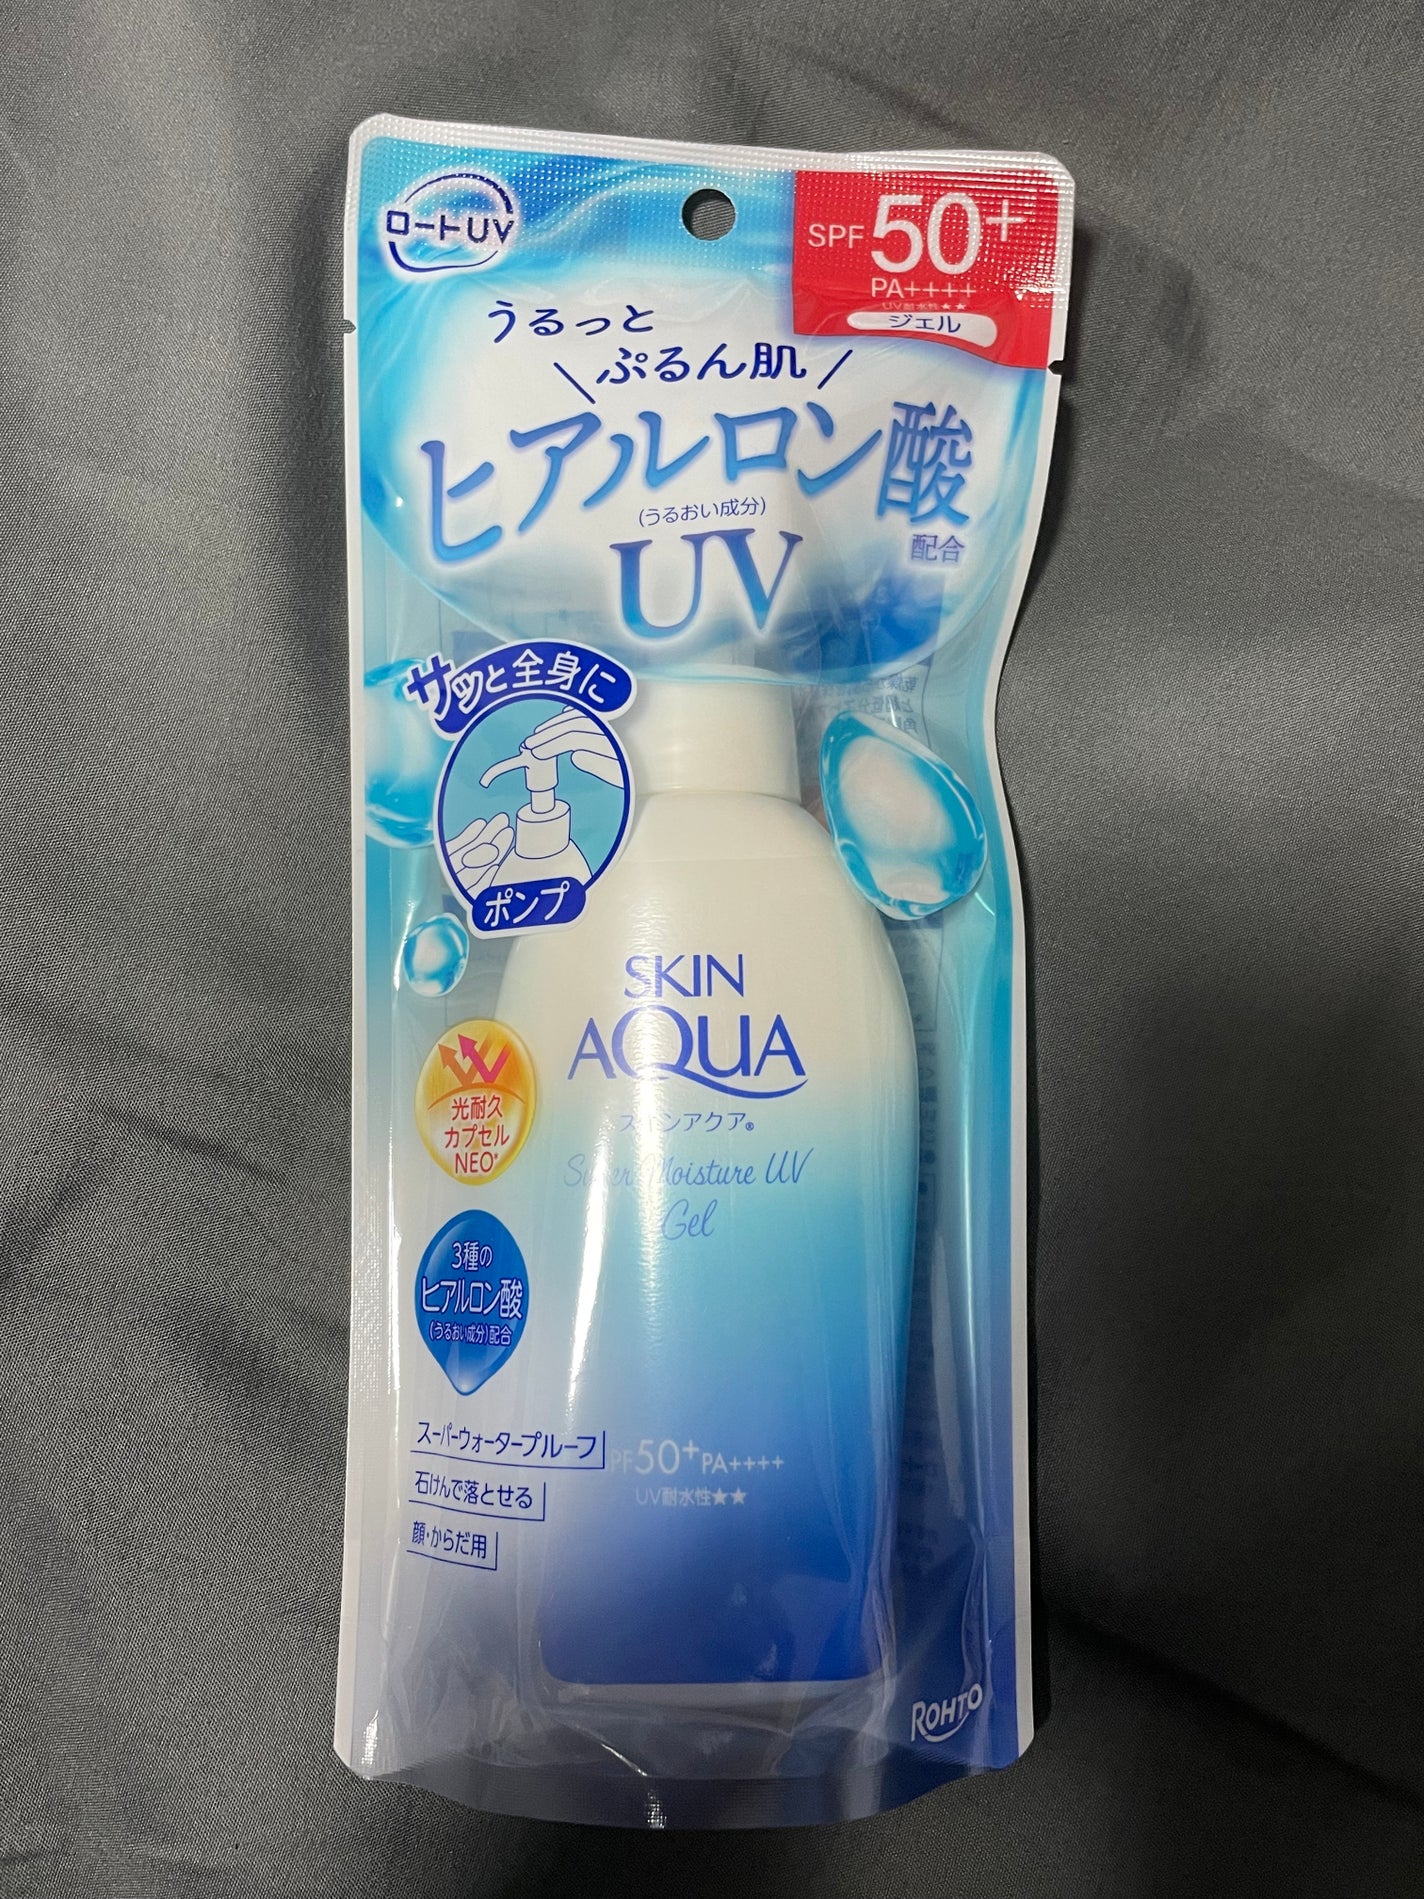 ロートUV
SPF 50+
PA++++
UV耐水性★★
ジェル
うるっと
ぷるん肌
ヒアルロン酸
(うるおい成分)
配合
UV
サッと全身に
ポンプ
SKIN
AQUA
スキンアクア®
Super Moisture UV
Gel
光耐久
カプセル
NEO*
3種の
ヒアルロン酸
(うるおい成分)配合
スーパーウォータープルーフ
石けんで落とせる
顔・からだ用
PF50+PA++++
UV耐水性★★
ROHTO